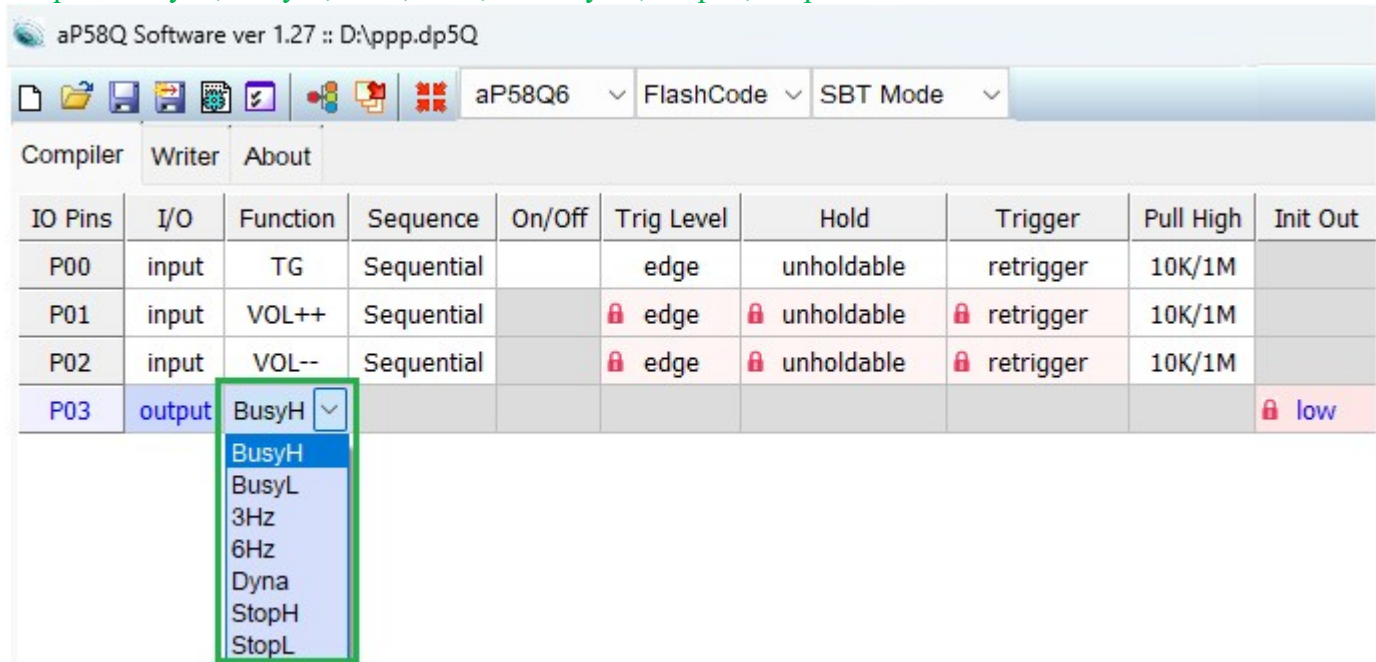 aP58Q Software ver 1.27 :: D:\ppp.dp5Q
aP58Q6 FlashCode SBT Mode
Compiler Writer About
IO Pins I/O Function Sequence On/Off Trig Level Hold Trigger Pull High Init Out
P00 input TG Sequential edge unholdable retrigger 10K/1M
P01 input VOL++ Sequential edge unholdable retrigger 10K/1M
P02 input VOL-- Sequential edge unholdable retrigger 10K/1M
P03 output BusyH low
BusyH
BusyL
3Hz
6Hz
Dyna
StopH
StopL